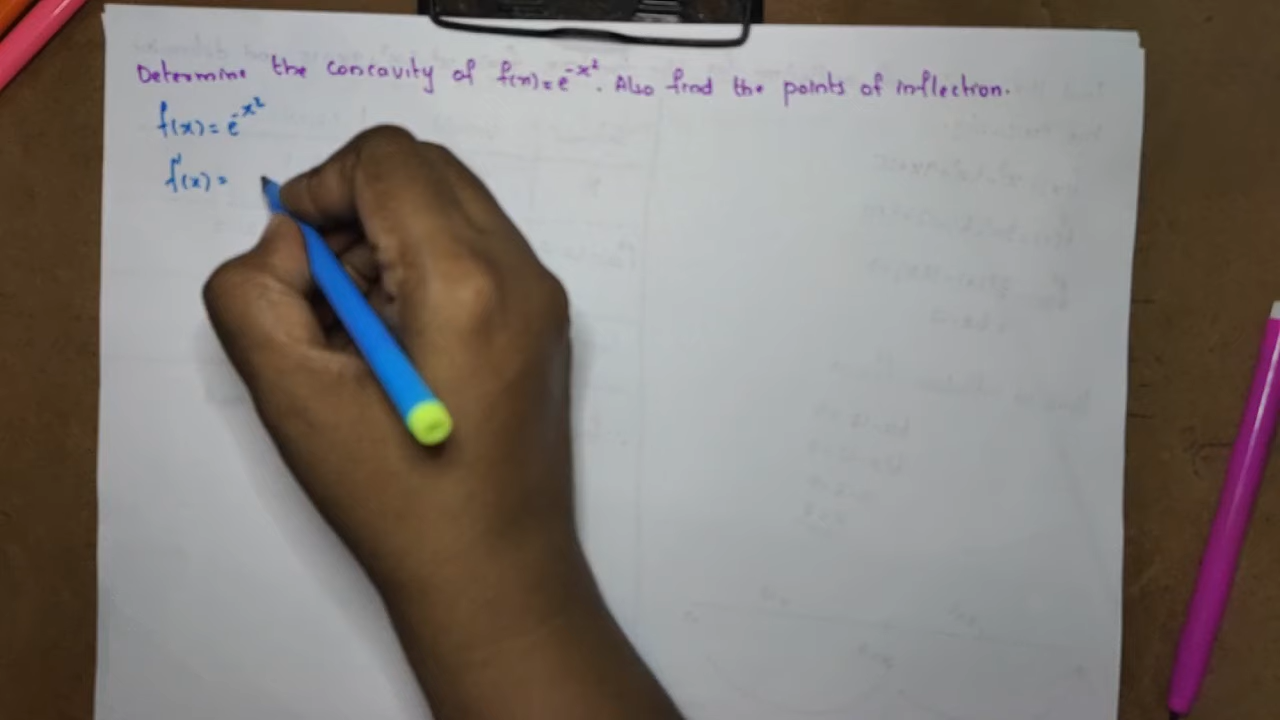 Determine the concavity of f(x)=e^-x². Also find the points of inflection.
f(x)= e^-x²
f'(x)=